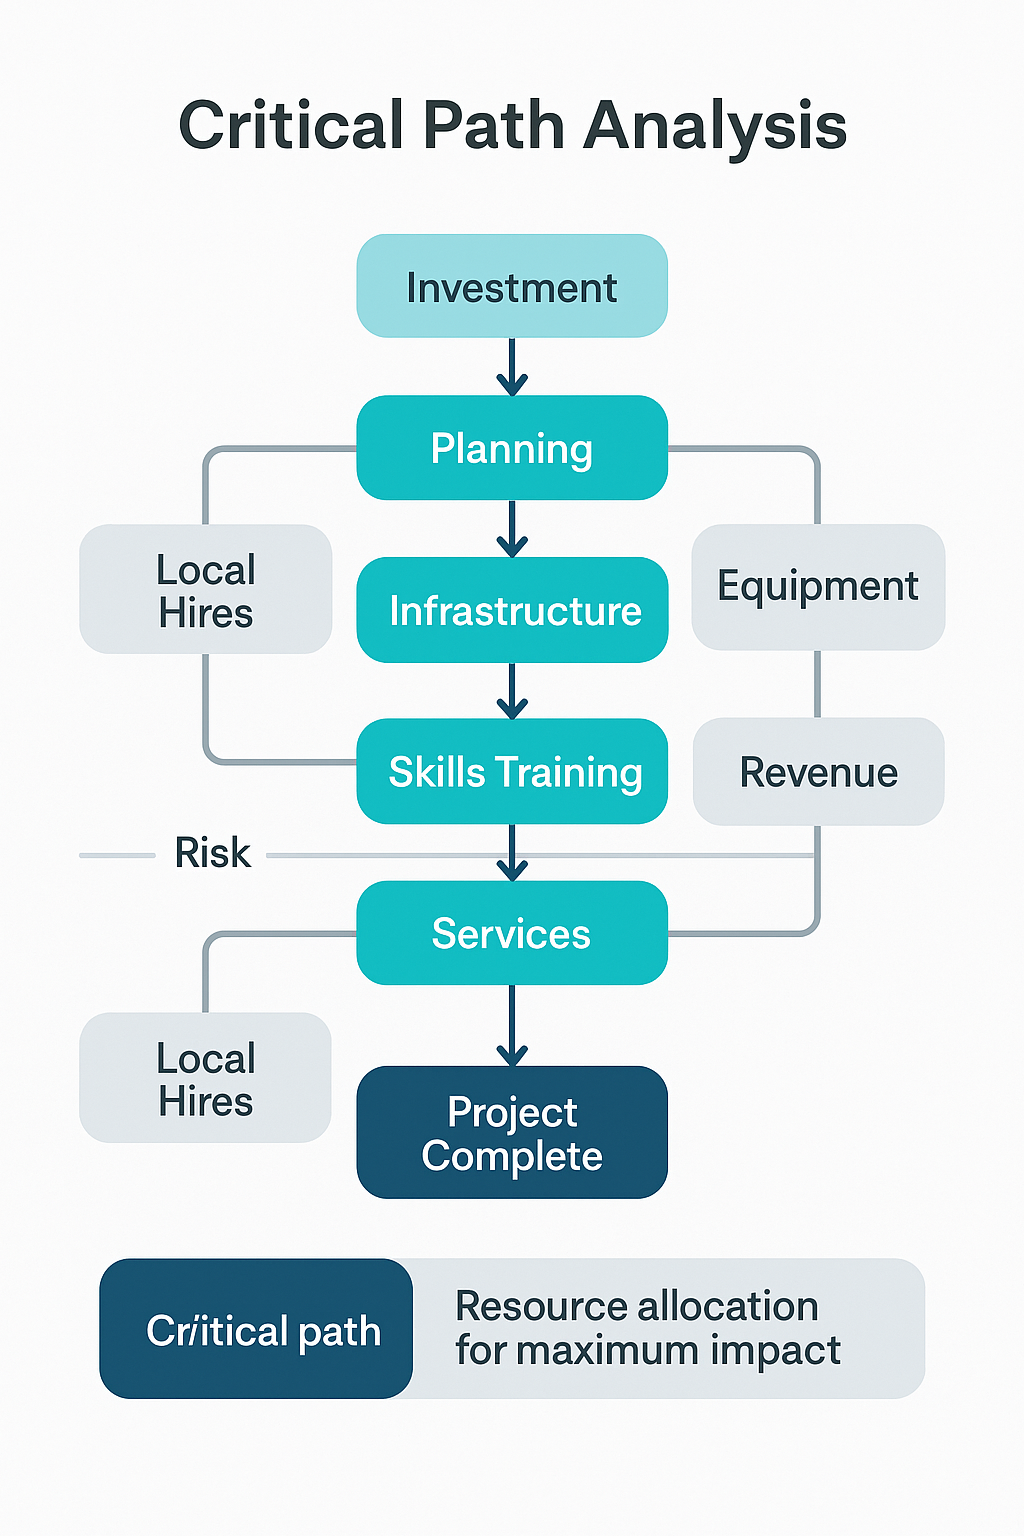 Critical Path Analysis
Investment
Planning
Local
Hires
Infrastructure
Equipment
Skills Training
Revenue
Risk
Services
Local
Hires
Project
Complete
Cr/itical path
Resource allocation
for maximum impact